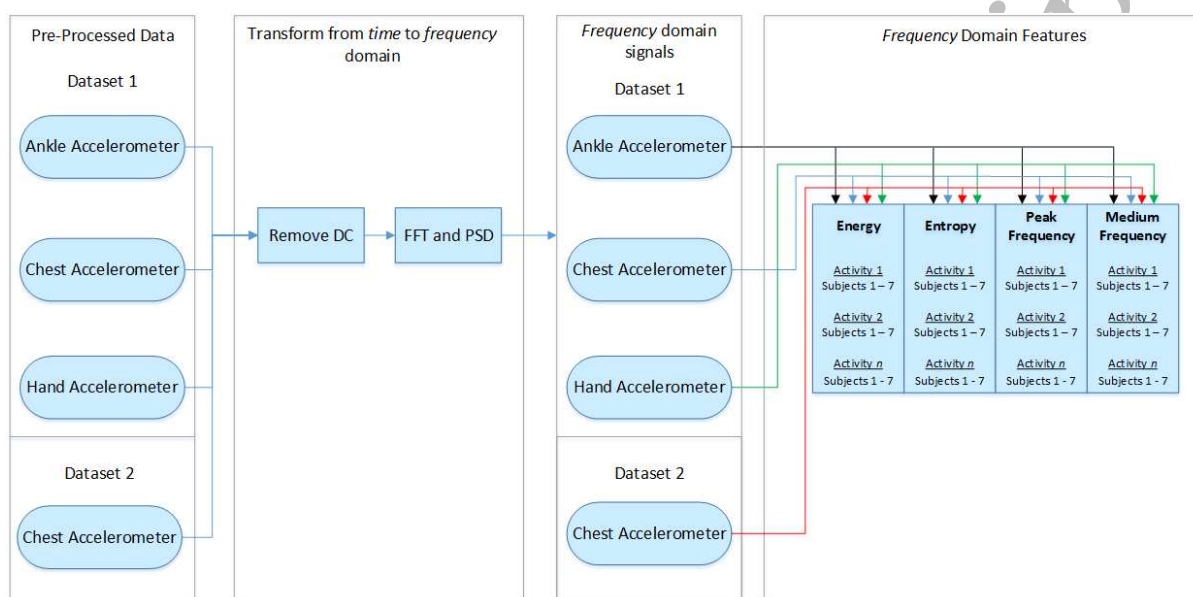 Pre-Processed Data
Dataset 1
Ankle Accelerometer
Chest Accelerometer
Hand Accelerometer
Dataset 2
Chest Accelerometer
Transform from time to frequency
domain
Remove DC
FFT and PSD
Frequency domain
signals
Dataset 1
Ankle Accelerometer
Chest Accelerometer
Hand Accelerometer
Dataset 2
Chest Accelerometer
Frequency Domain Features
Energy
Activity 1
Subjects 1 – 7
Activity 2
Subjects 1 – 7
Activity n
Subjects 1 - 7
Entropy
Activity 1
Subjects 1 – 7
Activity 2
Subjects 1 – 7
Activity n
Subjects 1 - 7
Peak
Frequency
Activity 1
Subjects 1 – 7
Activity 2
Subjects 1 – 7
Activity n
Subjects 1 - 7
Medium
Frequency
Activity 1
Subjects 1 – 7
Activity 2
Subjects 1 – 7
Activity n
Subjects 1 - 7